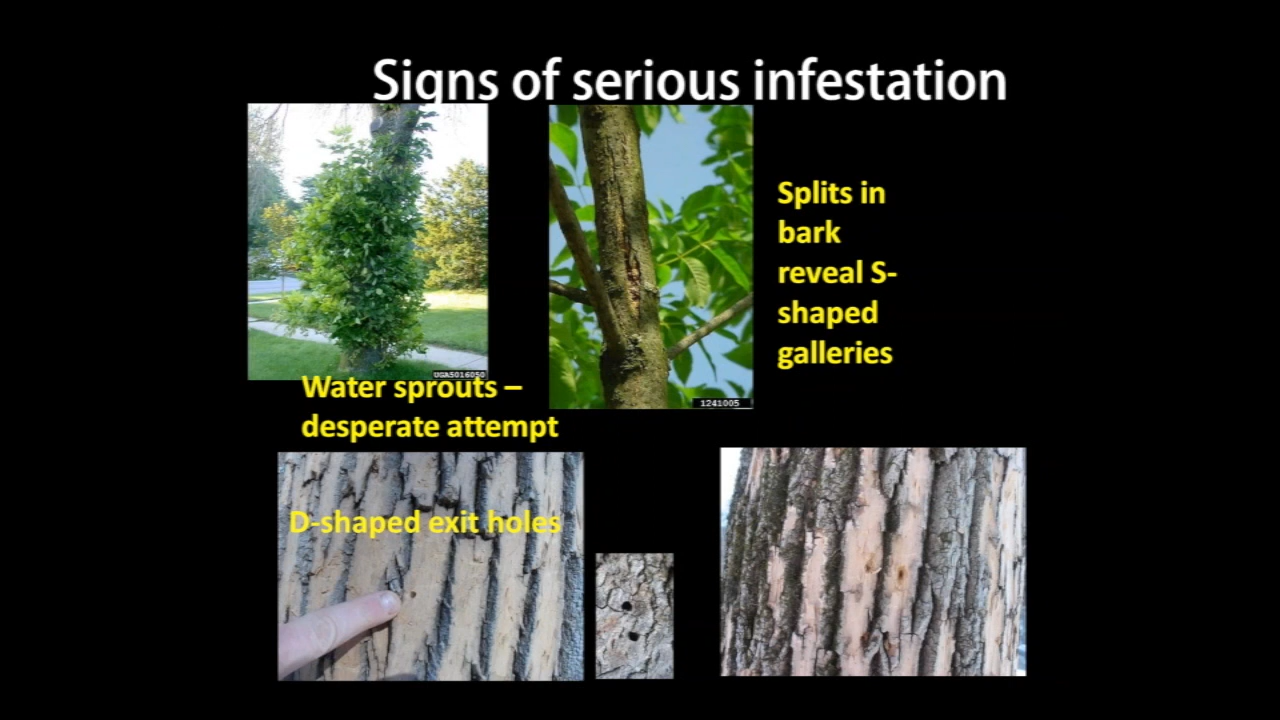 Signs of serious infestation
UGA5016050
1241005
Splits in
bark
reveal S-
shaped
galleries
Water sprouts –
desperate attempt
D-shaped exit holes